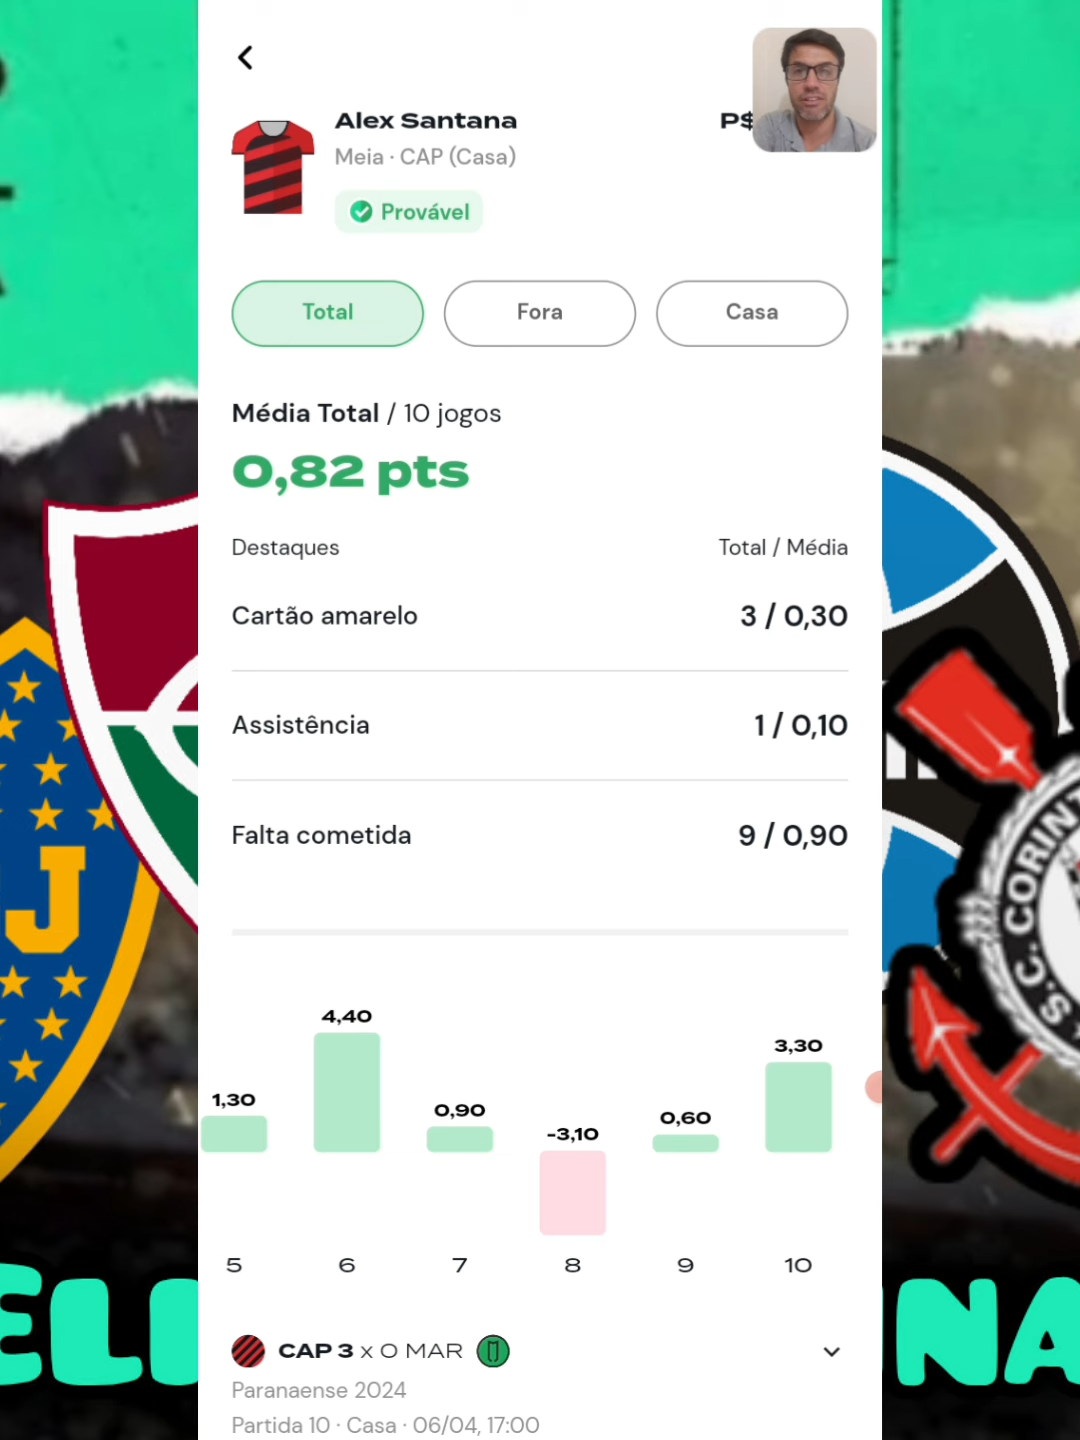 Alex Santana
P$
Meia · CAP (Casa)
Provável
Total
Fora
Casa
Média Total / 10 jogos
0,82 pts
Destaques
Total / Média
Cartão amarelo
3 / 0,30
Assistência
1 / 0,10
Falta cometida
9 / 0,90
4,40
3,30
1,30
0,90
0,60
-3,10
5
6
7
8
9
10
CAP 3 x 0 MAR
Paranaense 2024
Partida 10 · Casa · 06/04, 17:00
J
S.C. CORINT
ELI
NA